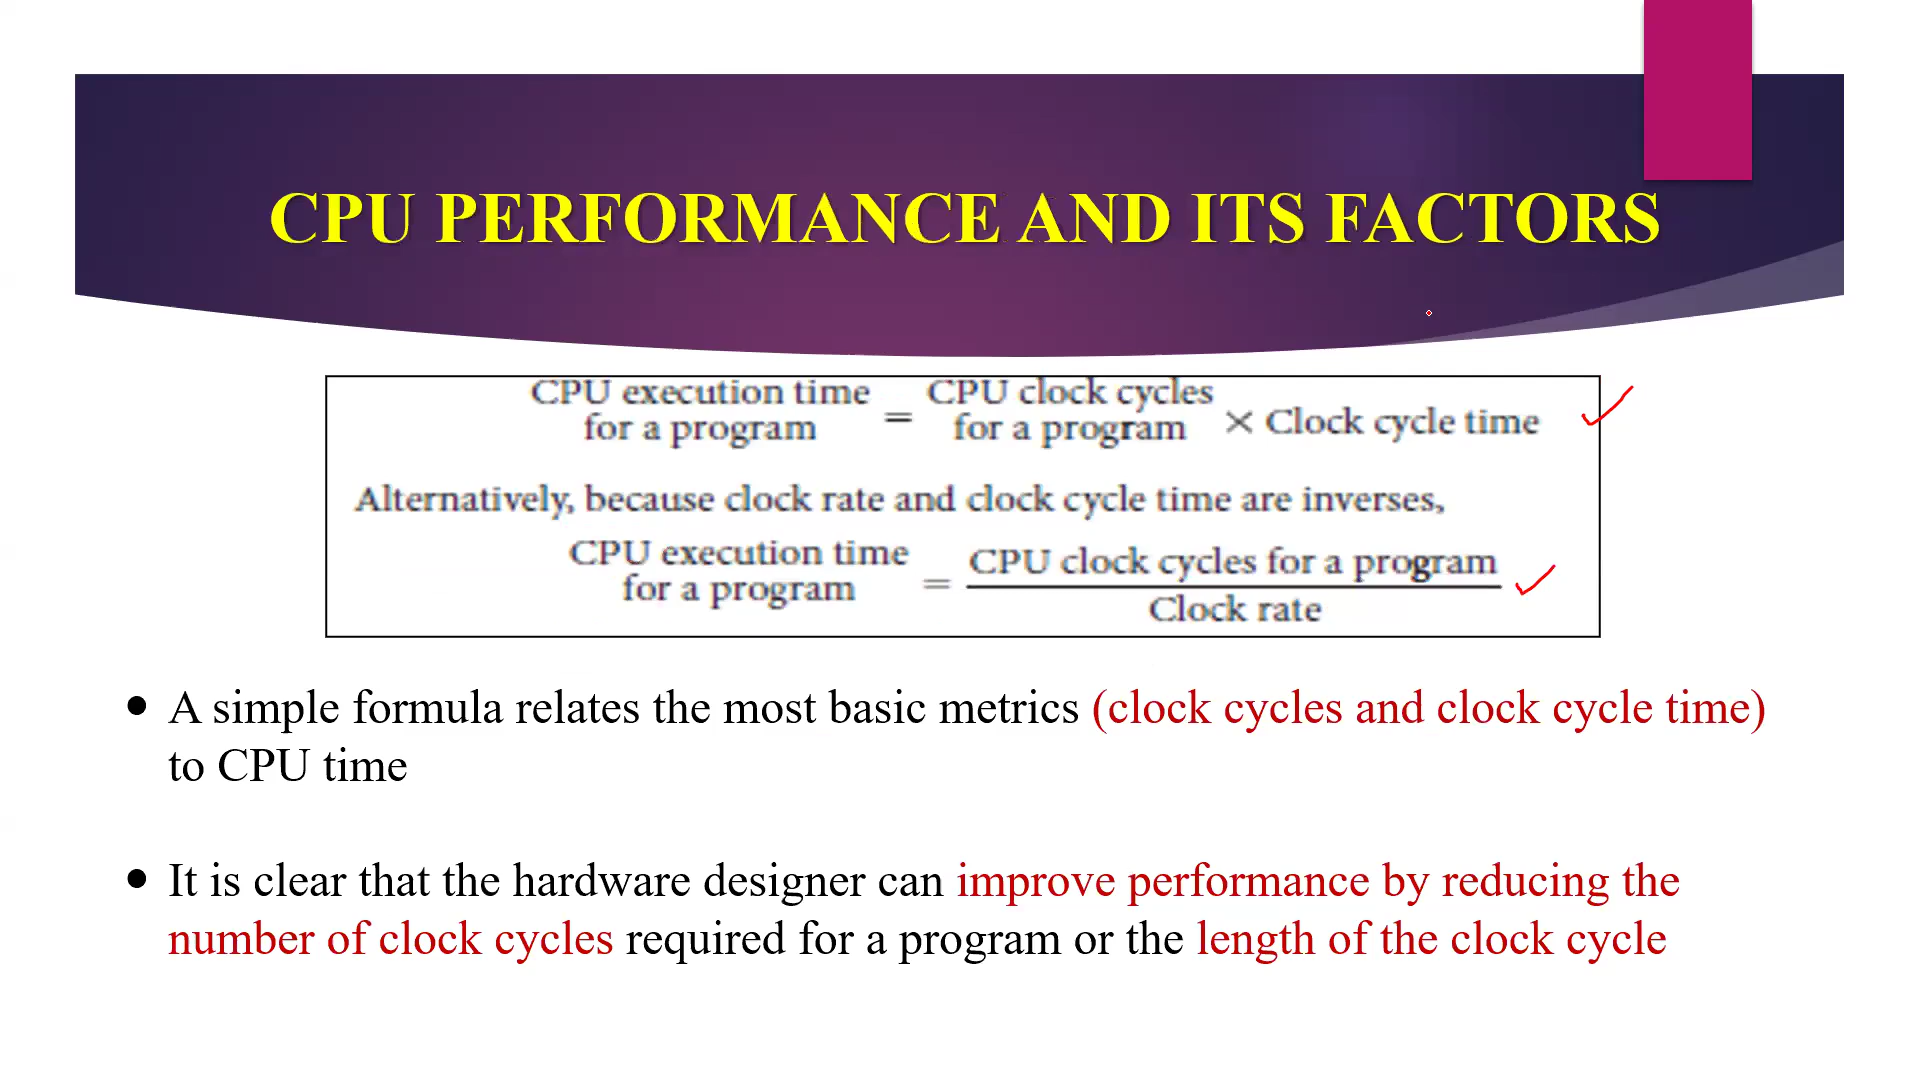 CPU PERFORMANCE AND ITS FACTORS
CPU execution time for a program = CPU clock cycles for a program × Clock cycle time
Alternatively, because clock rate and clock cycle time are inverses,
CPU execution time for a program = CPU clock cycles for a program / Clock rate
• A simple formula relates the most basic metrics (clock cycles and clock cycle time)
to CPU time
• It is clear that the hardware designer can improve performance by reducing the
number of clock cycles required for a program or the length of the clock cycle